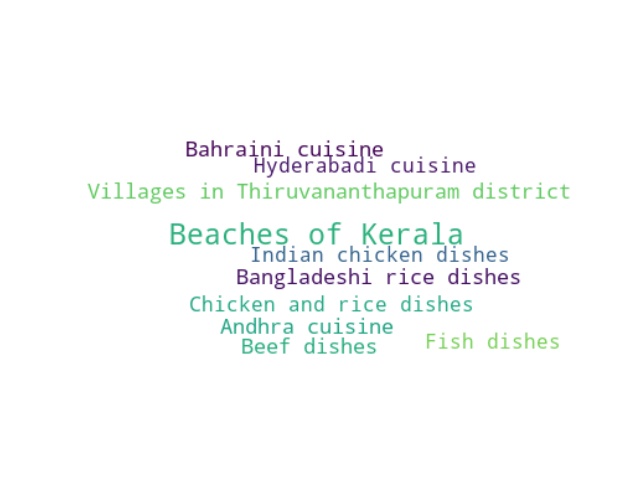 Bahraini cuisine
Hyderabadi cuisine
Villages in Thiruvananthapuram district
Beaches of Kerala
Indian chicken dishes
Bangladeshi rice dishes
Chicken and rice dishes
Andhra cuisine
Fish dishes
Beef dishes